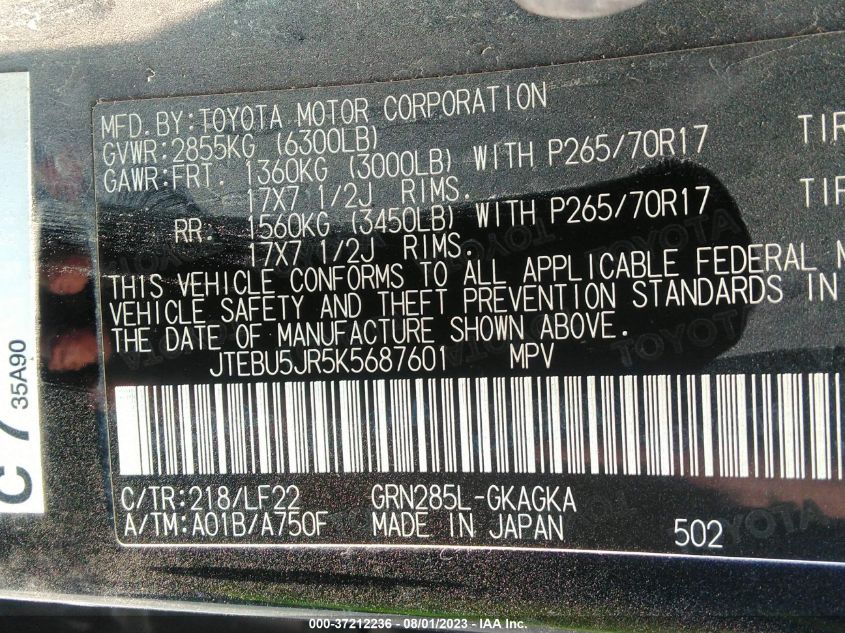 MFD.BY:TOYOTA MOTOR CORPORATION
GVWR:2855KG (6300LB)
GAWR:FRT. 1360KG (3000LB) WITH P265/70R17 TIR
17X7 1/2J RIMS.
RR: 1560KG (3450LB) WITH P265/70R17 TIR
17X7 1/2J RIMS.
THIS VEHICLE CONFORMS TO ALL APPLICABLE FEDERAL M
VEHICLE SAFETY AND THEFT PREVENTION STANDARDS IN
THE DATE OF MANUFACTURE SHOWN ABOVE.
JTEBU5JR5K5687601 MPV
C/TR:218/LF22 GRN285L-GKAGKA
A/TM:A01B/A750F MADE IN JAPAN 502
C 7
35A90
000-37212236 - 08/01/2023 - IAA Inc.